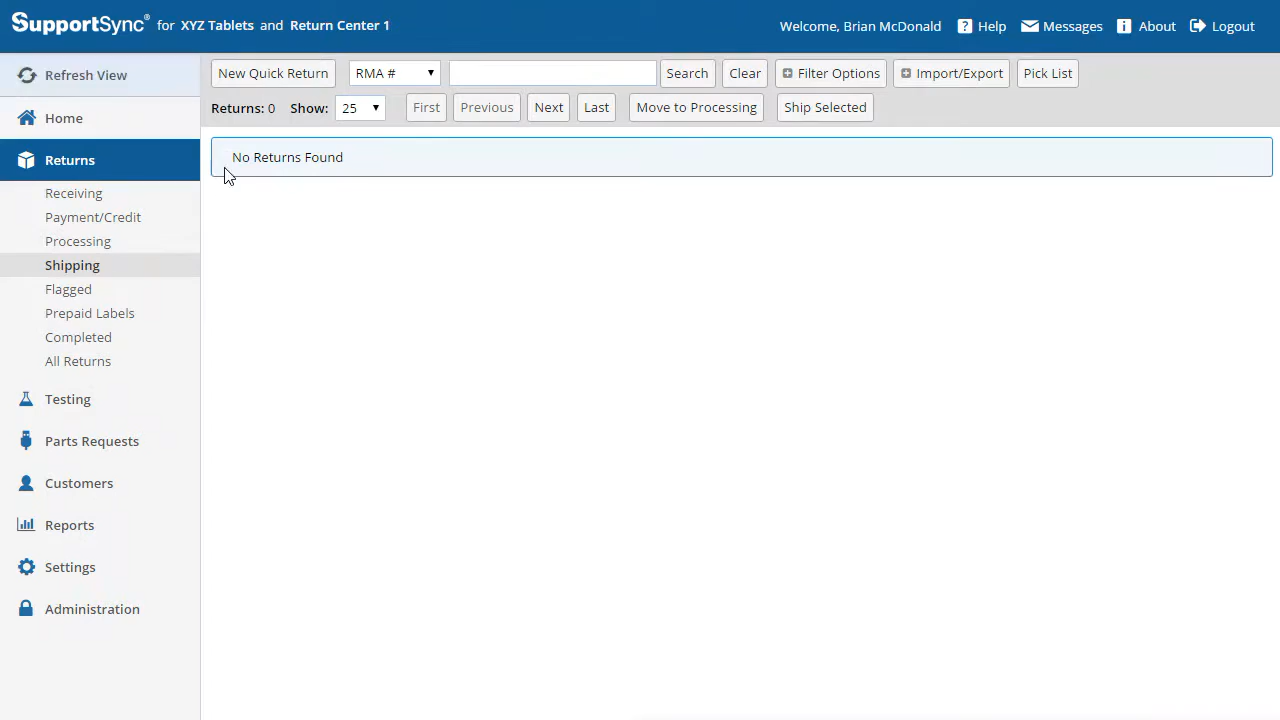 SupportSync® for XYZ Tablets and Return Center 1
Welcome, Brian McDonald ? Help Messages i About Logout
Refresh View
Home
Returns
Receiving
Payment/Credit
Processing
Shipping
Flagged
Prepaid Labels
Completed
All Returns
Testing
Parts Requests
Customers
Reports
Settings
Administration
New Quick Return RMA # Search Clear Filter Options Import/Export Pick List
Returns: 0 Show: 25 First Previous Next Last Move to Processing Ship Selected
No Returns Found